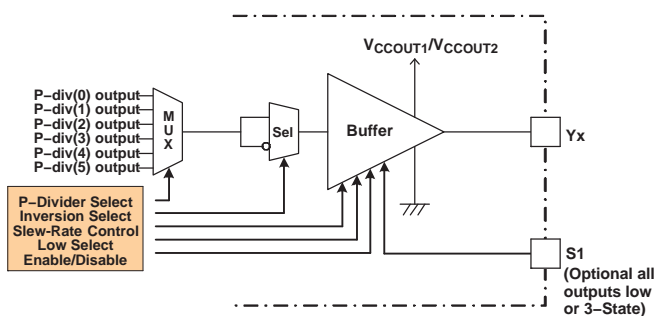 VCCOUT1/VCCOUT2
P–div(0) output
P–div(1) output
P–div(2) output
P–div(3) output
P–div(4) output
P–div(5) output
MUX
Sel
Buffer
Yx
P–Divider Select
Inversion Select
Slew–Rate Control
Low Select
Enable/Disable
S1
(Optional all
outputs low
or 3–State)